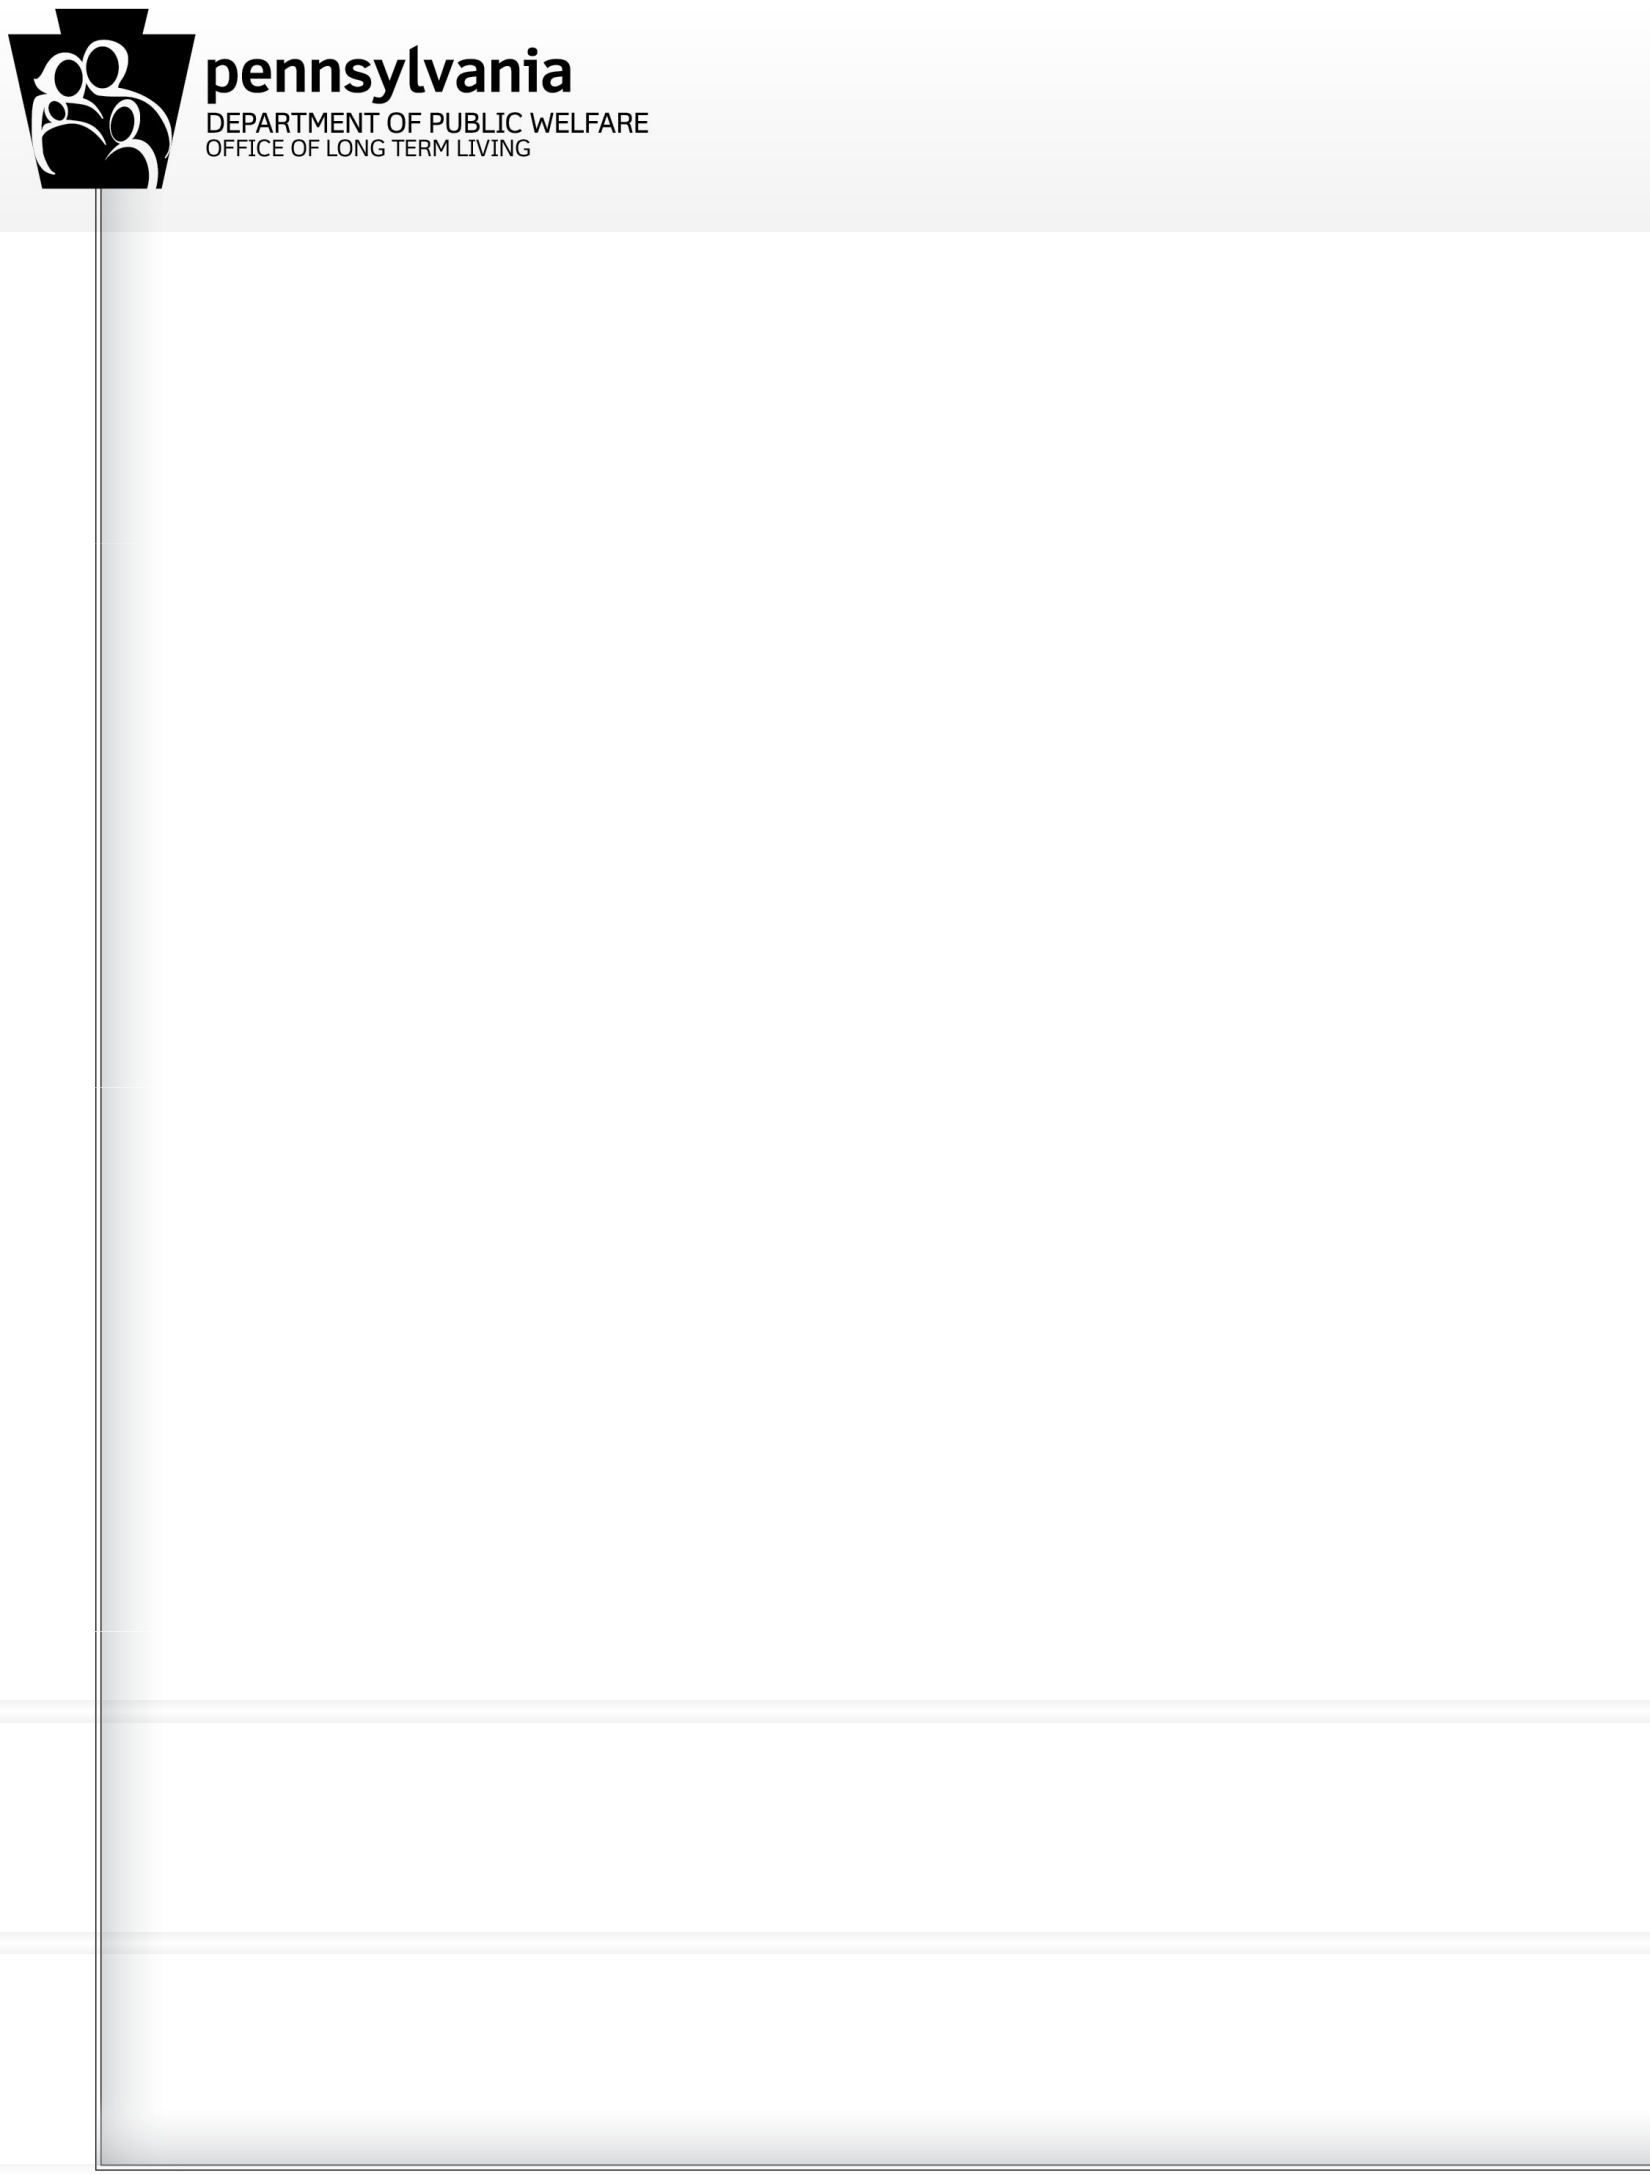 pennsylvania
DEPARTMENT OF PUBLIC WELFARE
OFFICE OF LONG TERM LIVING